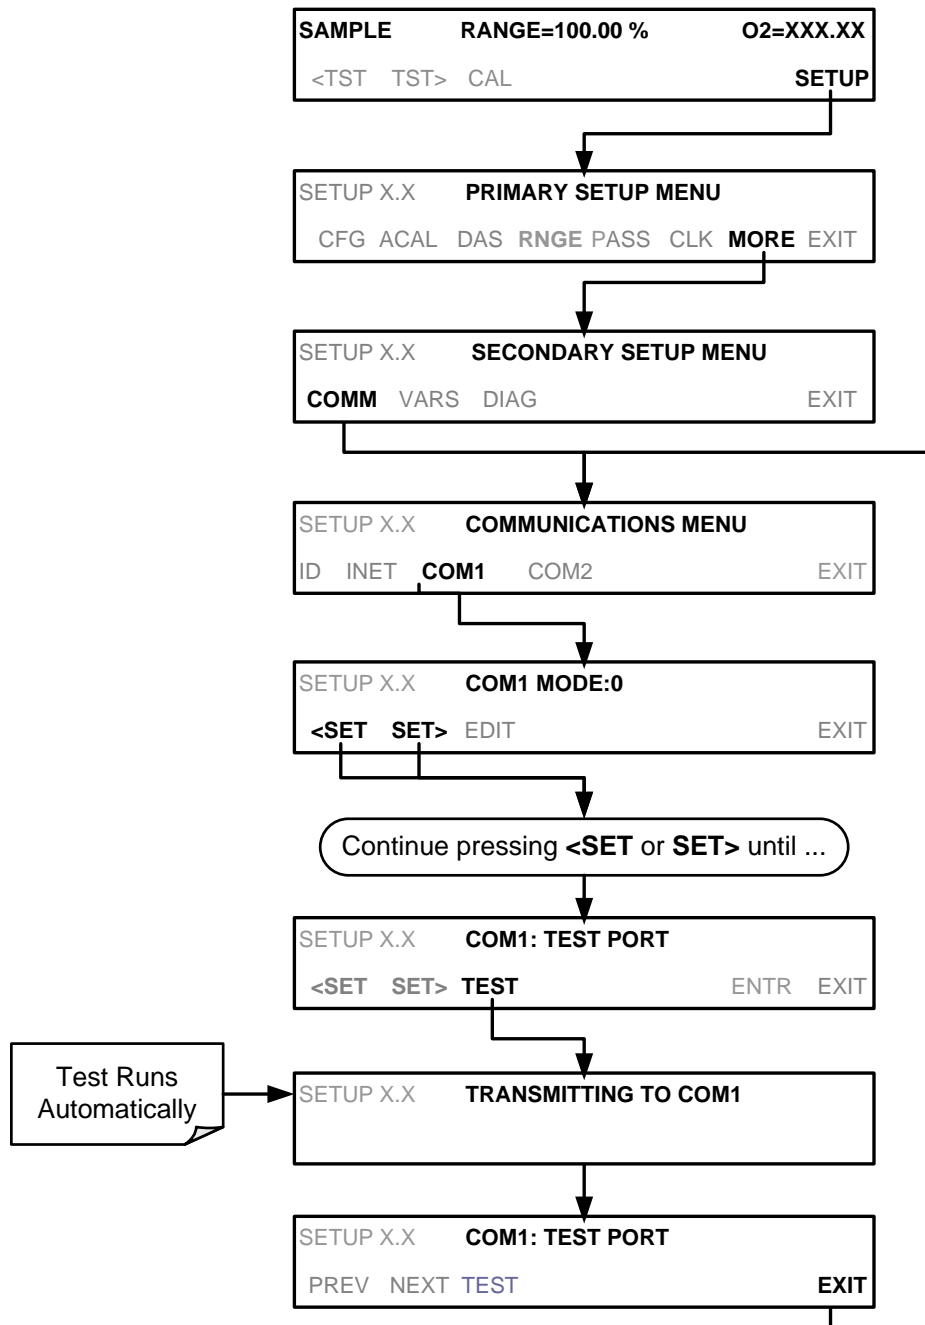 SAMPLE RANGE=100.00 % O2=XXX.XX
<TST TST> CAL SETUP
SETUP X.X PRIMARY SETUP MENU
CFG ACAL DAS RNGE PASS CLK MORE EXIT
SETUP X.X SECONDARY SETUP MENU
COMM VARS DIAG EXIT
SETUP X.X COMMUNICATIONS MENU
ID INET COM1 COM2 EXIT
SETUP X.X COM1 MODE:0
<SET SET> EDIT EXIT
Continue pressing <SET or SET> until ...
SETUP X.X COM1: TEST PORT
<SET SET> TEST ENTR EXIT
Test Runs
Automatically
SETUP X.X TRANSMITTING TO COM1
SETUP X.X COM1: TEST PORT
PREV NEXT TEST EXIT